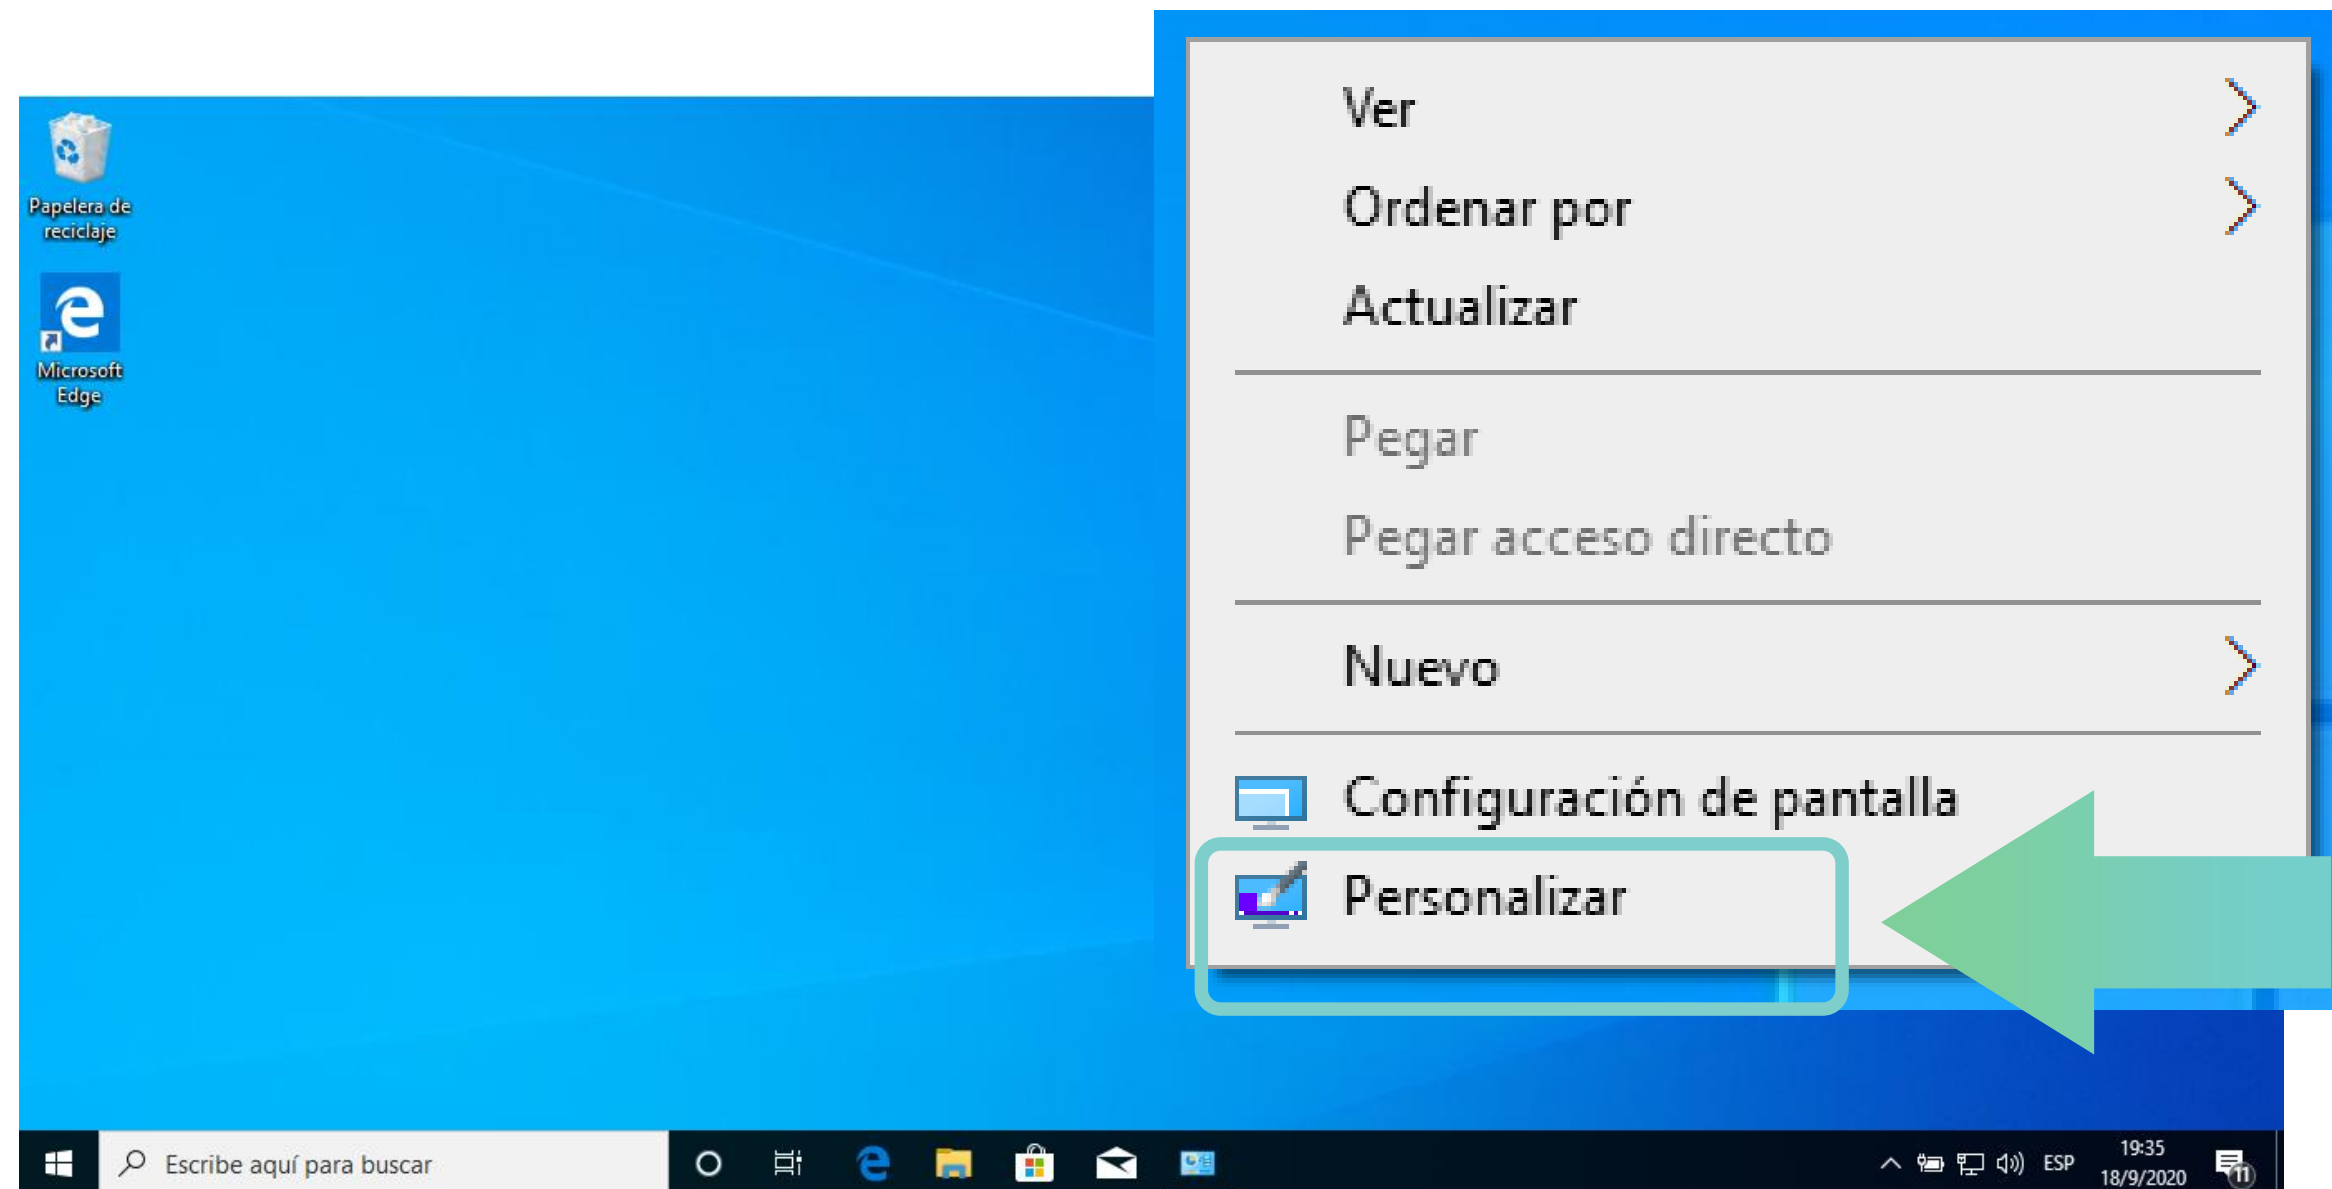 Papelera de
reciclaje
Microsoft
Edge
Ver
Ordenar por
Actualizar
Pegar
Pegar acceso directo
Nuevo
Configuración de pantalla
Personalizar
Escribe aquí para buscar
ESP
19:35
18/9/2020
11